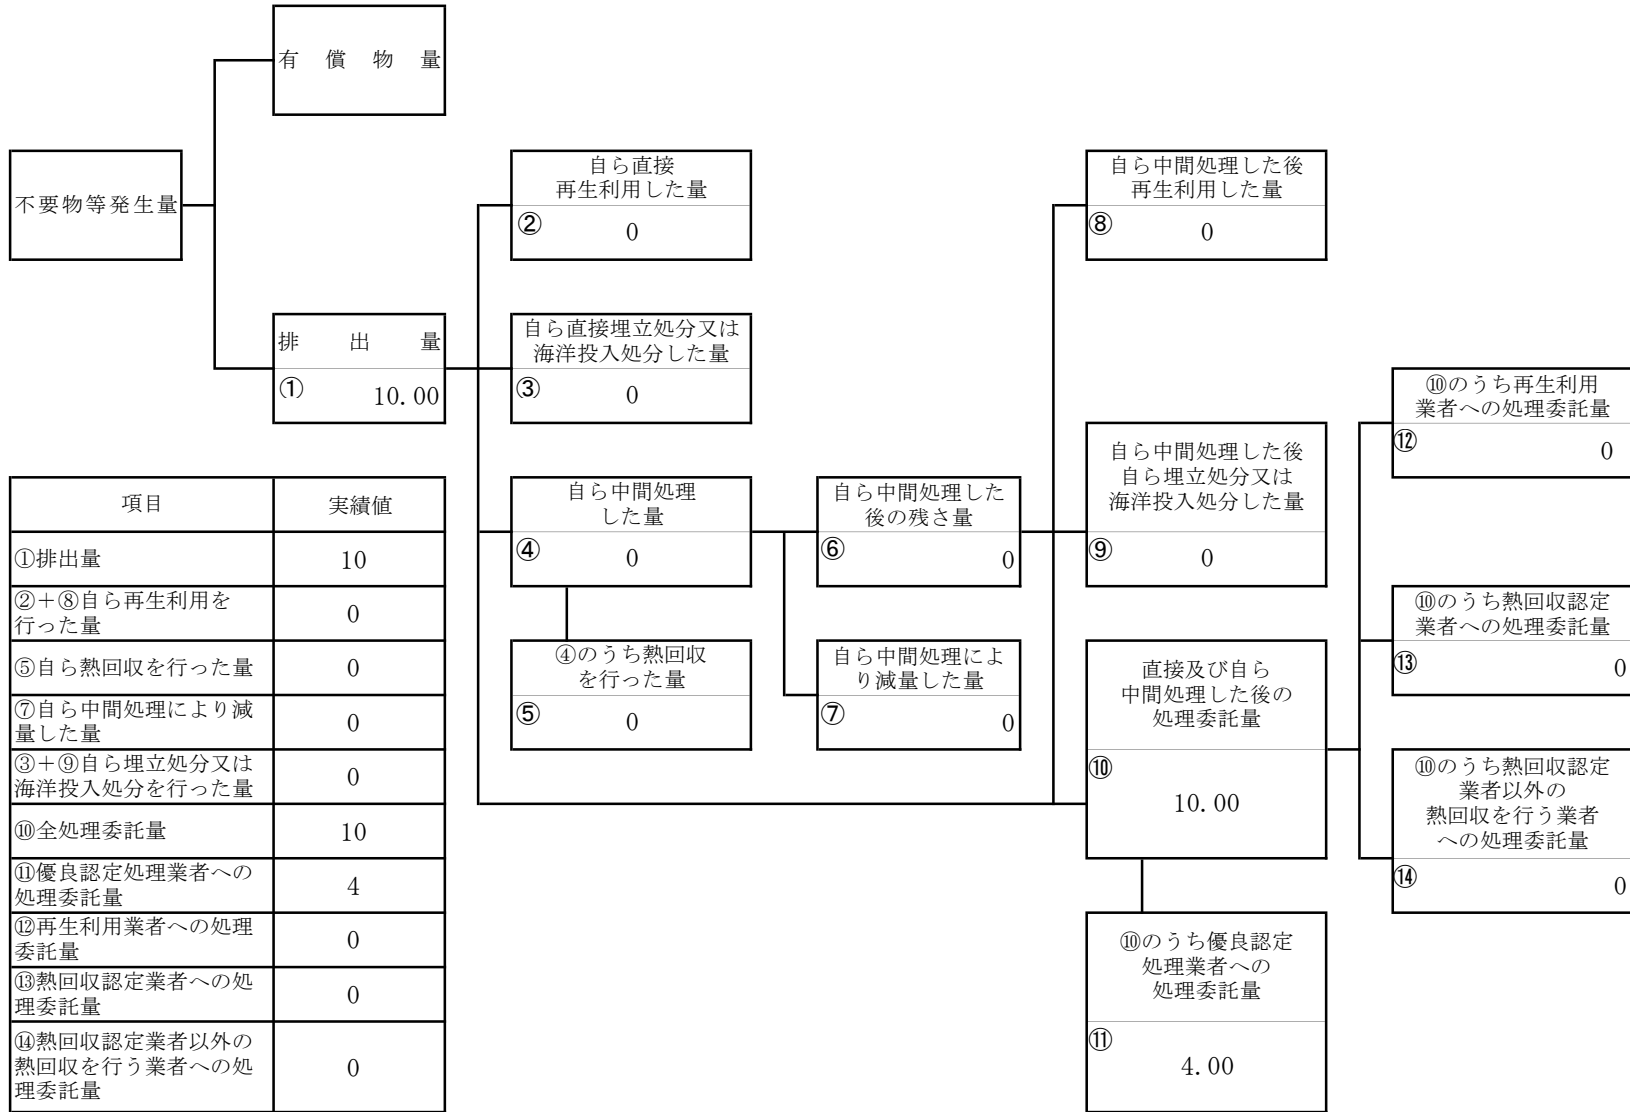 有償物量
不要物等発生量
排出量
① 10.00
自ら直接
再生利用した量
② 0
自ら直接埋立処分又は
海洋投入処分した量
③ 0
自ら中間処理
した量
④ 0
④のうち熱回収
を行った量
⑤ 0
自ら中間処理した
後の残さ量
⑥ 0
自ら中間処理によ
り減量した量
⑦ 0
自ら中間処理した後
再生利用した量
⑧ 0
自ら中間処理した後
自ら埋立処分又は
海洋投入処分した量
⑨ 0
直接及び自ら
中間処理した後の
処理委託量
⑩
10.00
⑩のうち優良認定
処理業者への
処理委託量
⑪
4.00
⑩のうち再生利用
業者への処理委託量
⑫ 0
⑩のうち熱回収認定
業者への処理委託量
⑬ 0
⑩のうち熱回収認定
業者以外の
熱回収を行う業者
への処理委託量
⑭ 0
項目 実績値
①排出量 10
②+⑧自ら再生利用を
行った量 0
⑤自ら熱回収を行った量 0
⑦自ら中間処理により減
量した量 0
③+⑨自ら埋立処分又は
海洋投入処分を行った量 0
⑩全処理委託量 10
⑪優良認定処理業者への
処理委託量 4
⑫再生利用業者への処理
委託量 0
⑬熱回収認定業者への処
理委託量 0
⑭熱回収認定業者以外の
熱回収を行う業者への処
理委託量 0